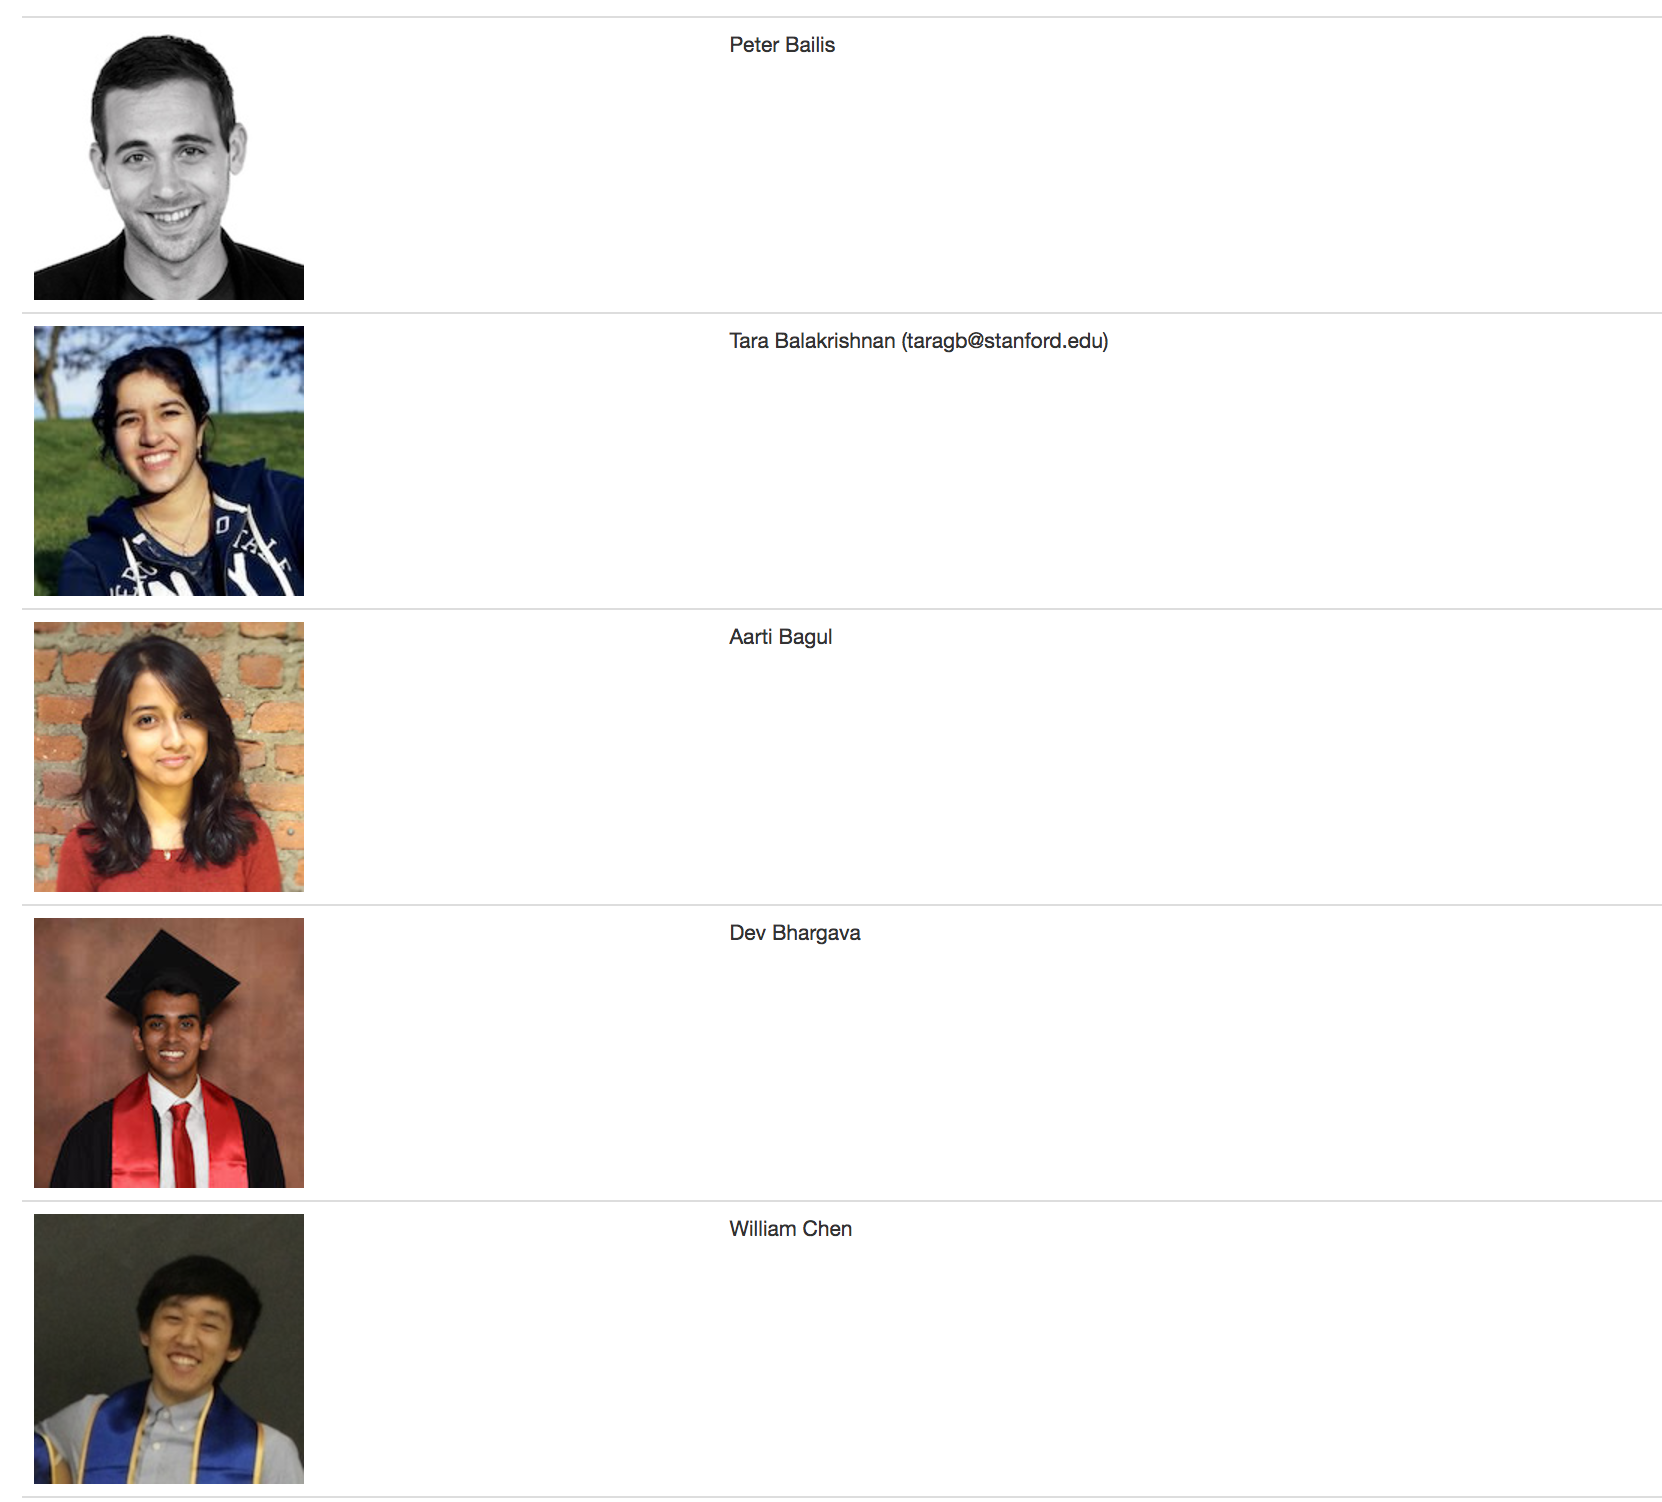 Peter Bailis
Tara Balakrishnan (taragb@stanford.edu)
Aarti Bagul
Dev Bhargava
William Chen